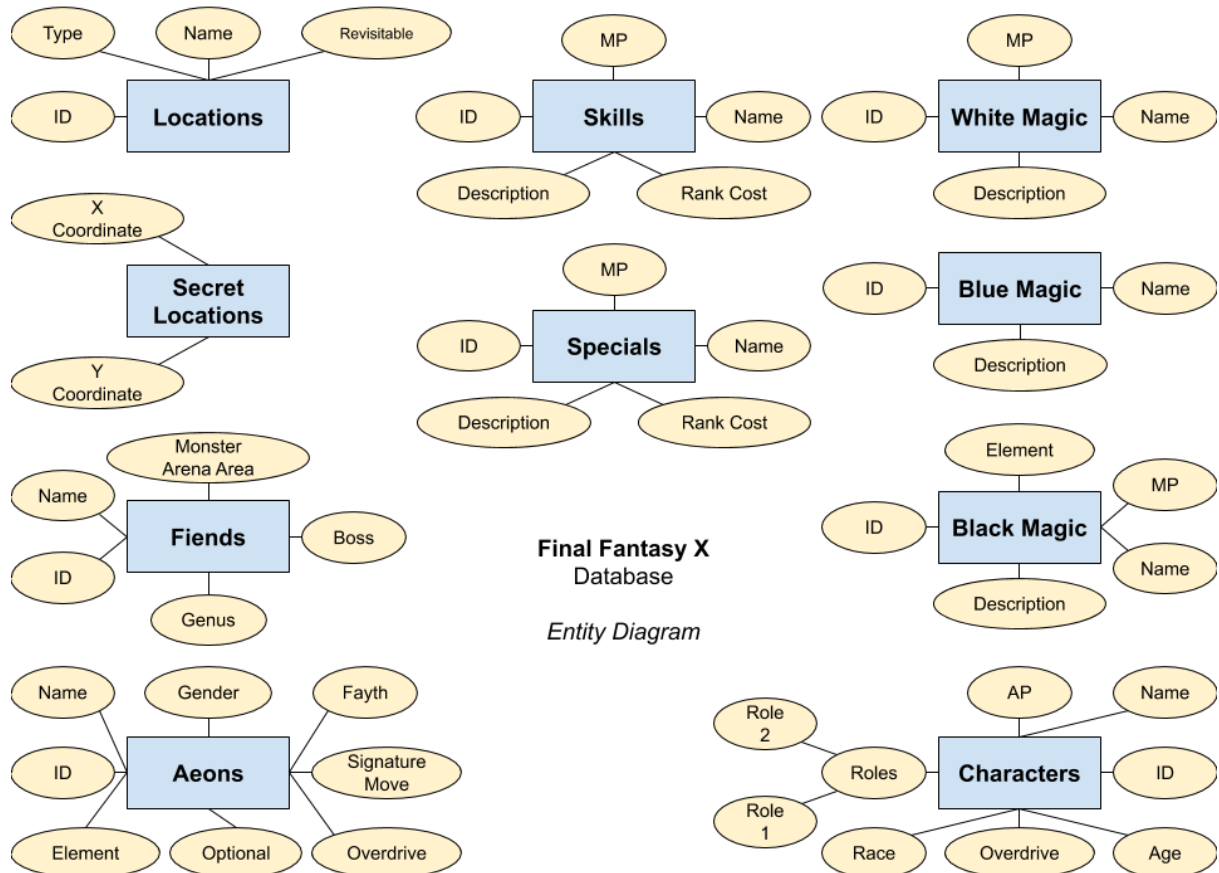 Type
Name
Revisitable
ID
Locations
MP
ID
Skills
Name
Description
Rank Cost
MP
ID
White Magic
Name
Description
X
Coordinate
Secret
Locations
Y
Coordinate
MP
ID
Specials
Name
Description
Rank Cost
ID
Blue Magic
Name
Description
Monster
Arena Area
Name
Fiends
Boss
ID
Genus
Final Fantasy X
Database
Entity Diagram
Element
MP
ID
Black Magic
Name
Description
Name
Gender
Fayth
ID
Aeons
Signature
Move
Element
Optional
Overdrive
AP
Name
Role
2
Roles
Characters
ID
Role
1
Race
Overdrive
Age